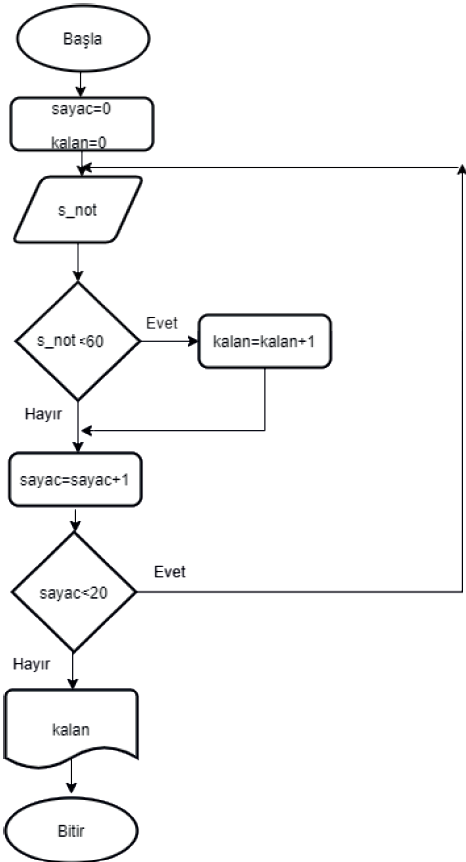 Başla
sayac=0
kalan=0
s_not
s_not <60
Evet
kalan=kalan+1
Hayır
sayac=sayac+1
sayac<20
Evet
Hayır
kalan
Bitir